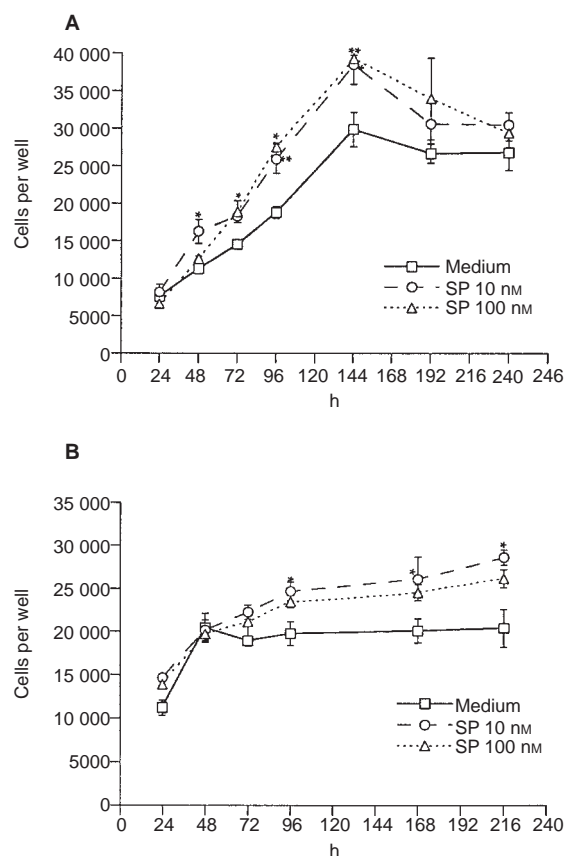 A
40 000
35 000
30 000
25 000
20 000
15 000
10 000
5000
0
Cells per well
Medium
SP 10 nM
SP 100 nM
0 24 48 72 96 120 144 168 192 216 240 246
h
B
35 000
30 000
25 000
20 000
15 000
10 000
5000
0
Cells per well
Medium
SP 10 nM
SP 100 nM
0 24 48 72 96 120 144 168 192 216 240
h